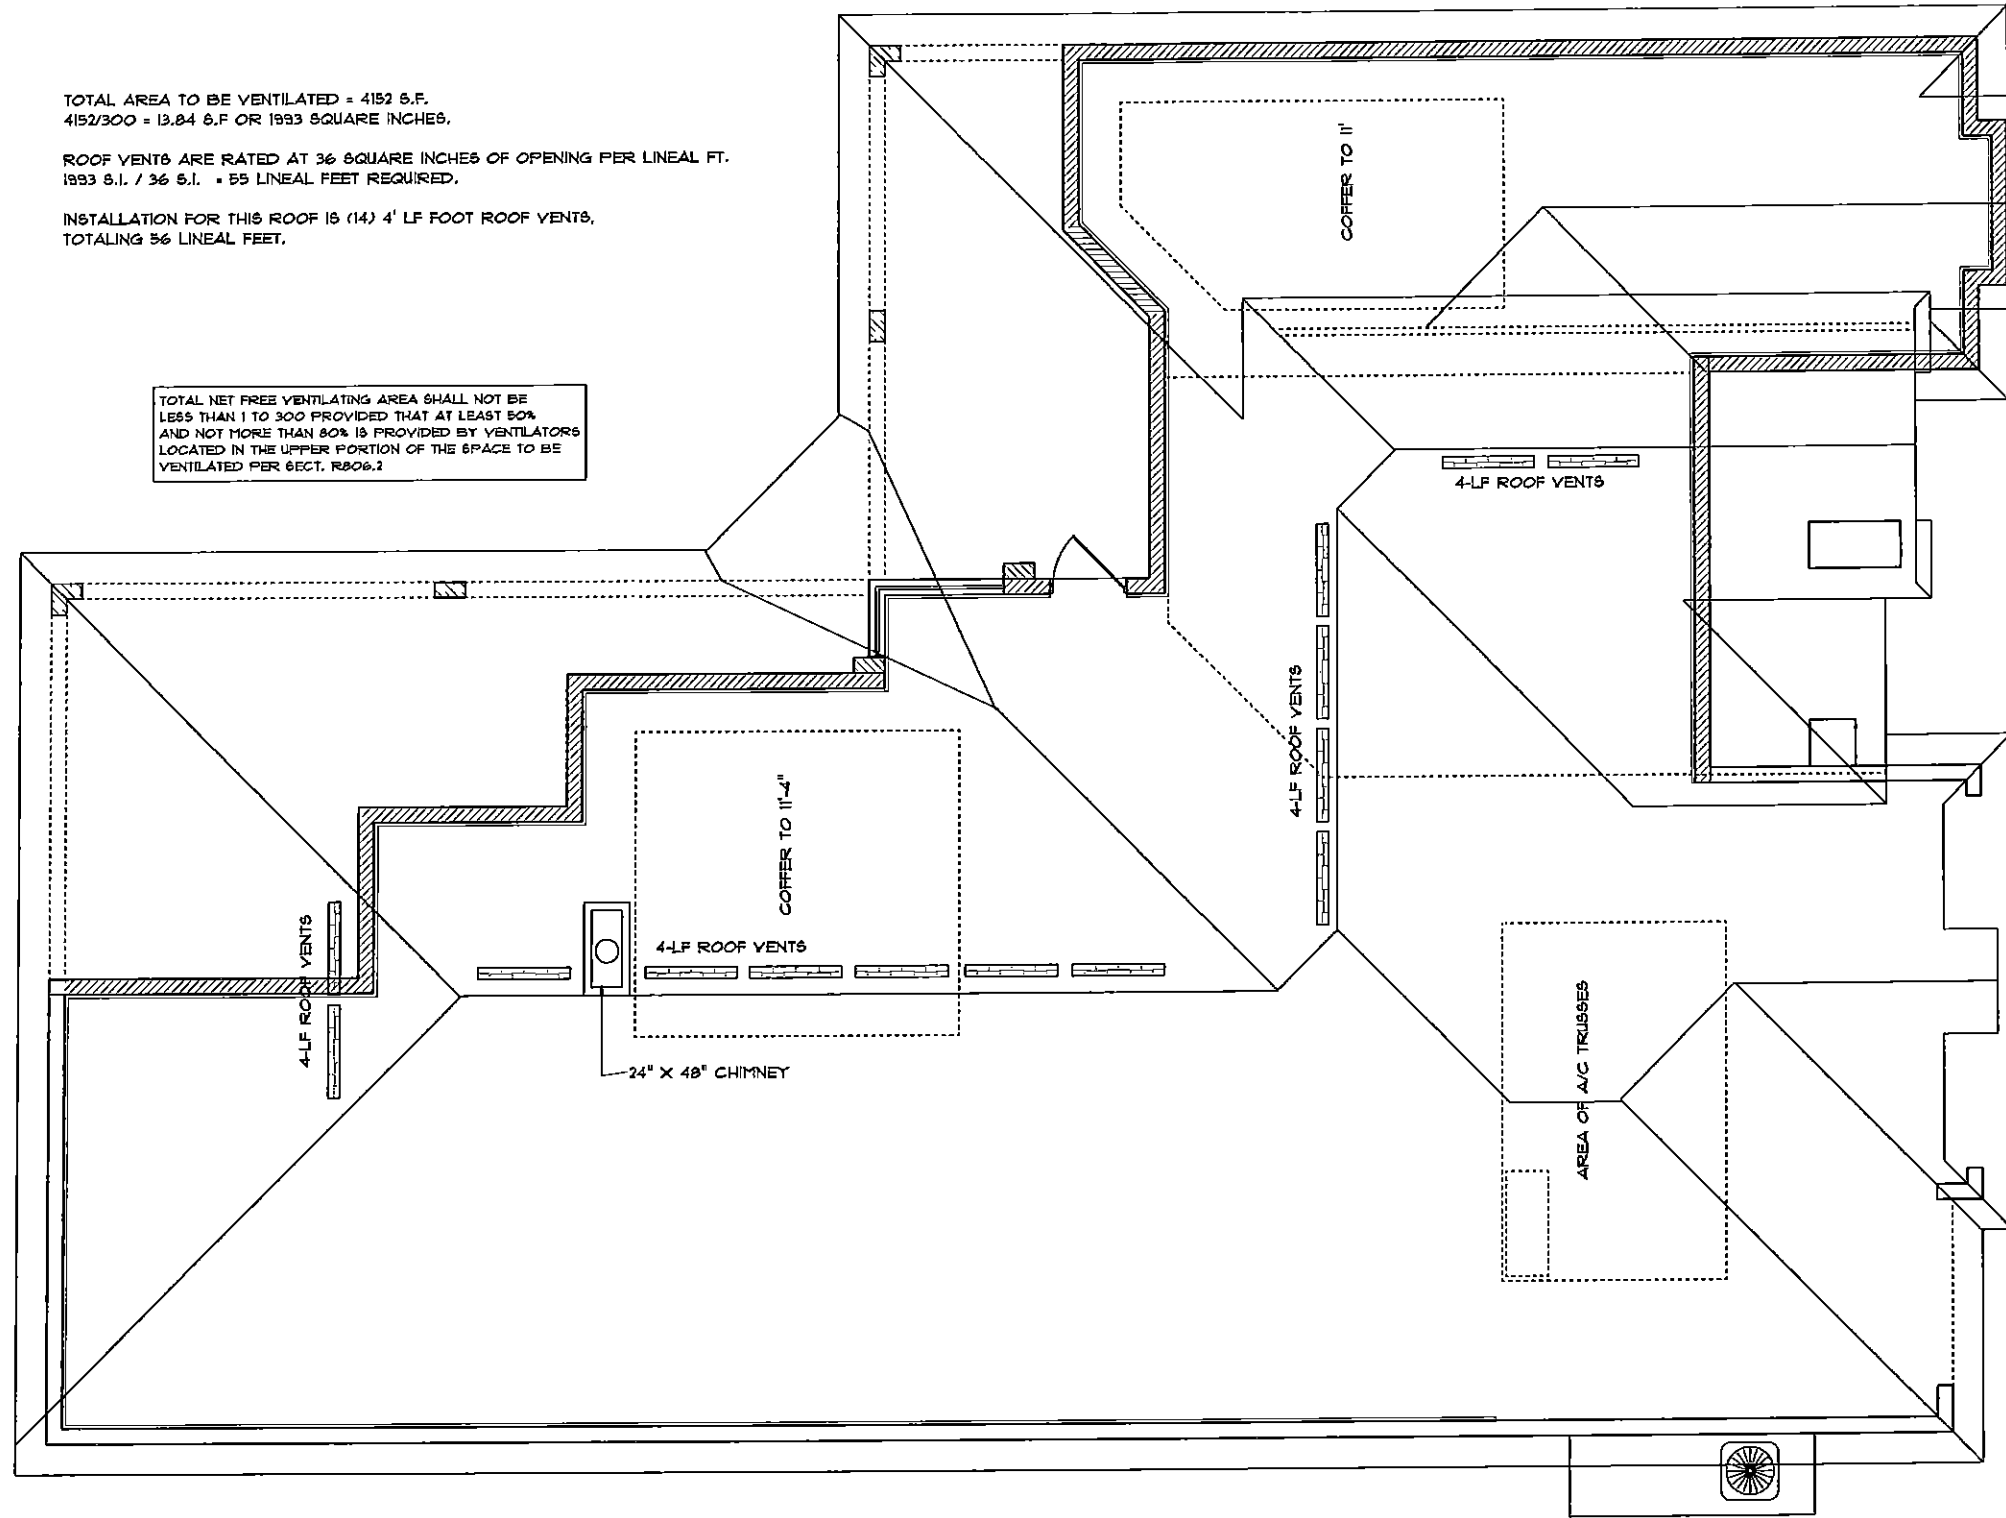 TOTAL AREA TO BE VENTILATED = 4152 S.F.
4152/300 = 13.84 S.F OR 1993 SQUARE INCHES.
ROOF VENTS ARE RATED AT 36 SQUARE INCHES OF OPENING PER LINEAL FT.
1993 S.I. / 36 S.I. = 55 LINEAL FEET REQUIRED.
INSTALLATION FOR THIS ROOF IS (14) 4' LF FOOT ROOF VENTS,
TOTALING 56 LINEAL FEET.
TOTAL NET FREE VENTILATING AREA SHALL NOT BE
LESS THAN 1 TO 300 PROVIDED THAT AT LEAST 50%
AND NOT MORE THAN 80% IS PROVIDED BY VENTILATORS
LOCATED IN THE UPPER PORTION OF THE SPACE TO BE
VENTILATED PER SECT. R806.2
COFFER TO 11'
4-LF ROOF VENTS
4-LF ROOF VENTS
COFFER TO 11'-4"
4-LF ROOF VENTS
4-LF ROOF VENTS
24" X 48" CHIMNEY
AREA OF A/C TRUSSES